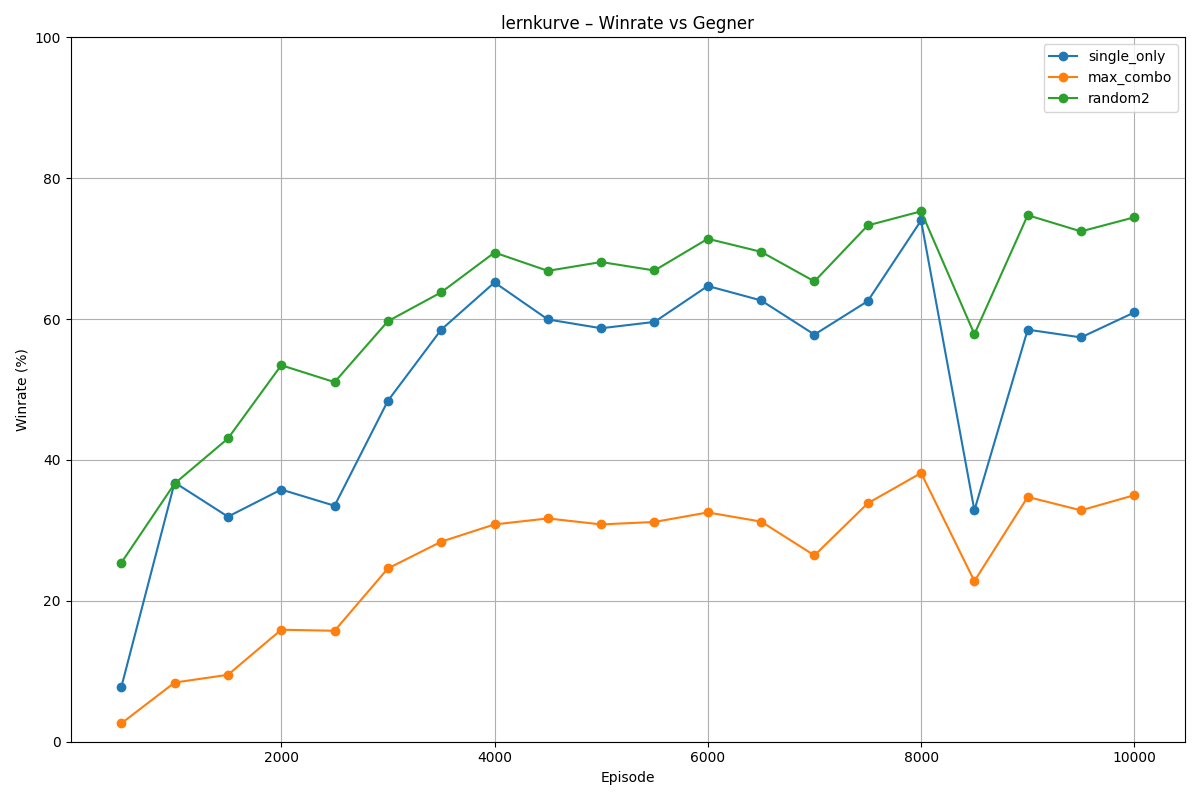 lernkurve – Winrate vs Gegner
single_only
max_combo
random2
Winrate (%)
100
80
60
40
20
0
2000
4000
6000
8000
10000
Episode